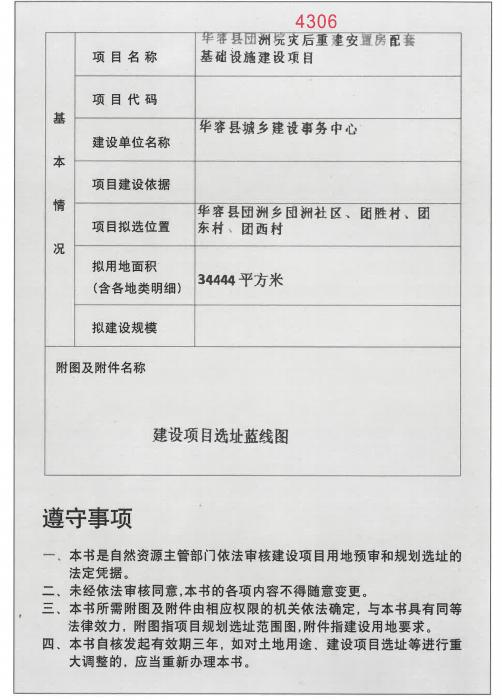 4306
基本情况
项目名称
华容县团洲垸灾后重建安置房配套
基础设施建设项目
项目代码
建设单位名称
华容县城乡建设事务中心
项目建设依据
项目拟选位置
华容县团洲乡团洲社区、团胜村、团
东村、团西村
拟用地面积
(含各地类明细)
34444 平方米
拟建设规模
附图及附件名称
建设项目选址蓝线图
遵守事项
一、本书是自然资源主管部门依法审核建设项目用地预审和规划选址的
法定凭据。
二、未经依法审核同意,本书的各项内容不得随意变更。
三、本书所需附图及附件由相应权限的机关依法确定，与本书具有同等
法律效力，附图指项目规划选址范围图,附件指建设用地要求。
四、本书自核发起有效期三年，如对土地用途、建设项目选址等进行重
大调整的，应当重新办理本书。